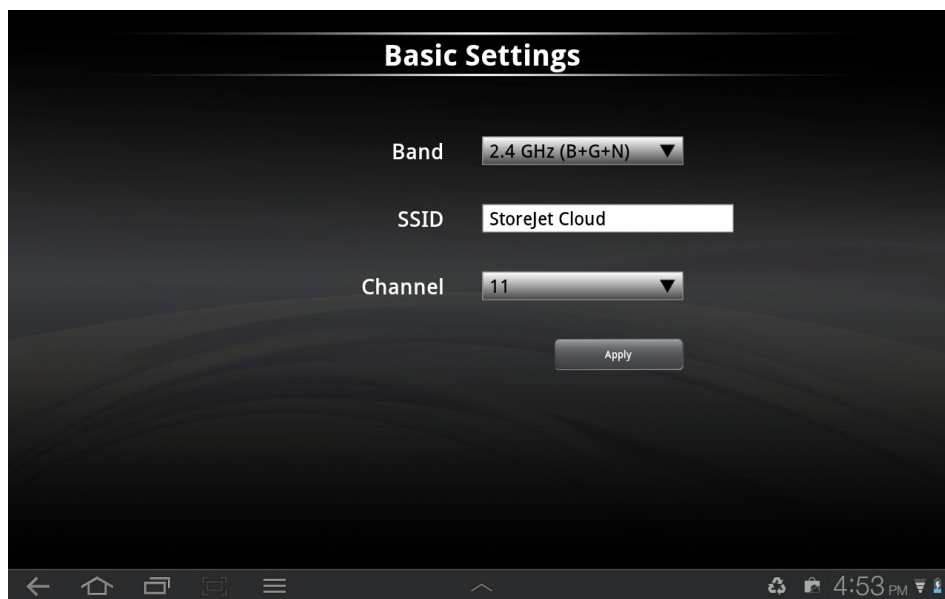 Basic Settings
Band 2.4 GHz (B+G+N)
SSID StoreJet Cloud
Channel 11
Apply
4:53 PM